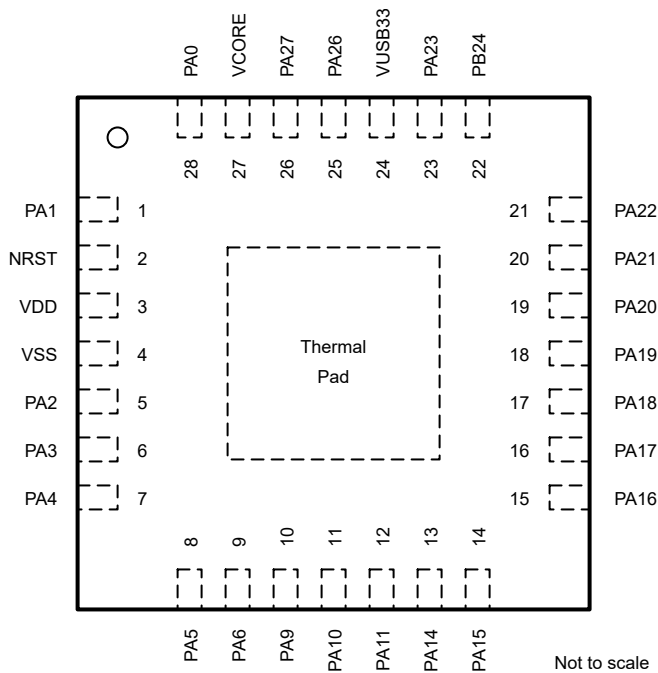 PA0 VCORE PA27 PA26 VUSB33 PA23 PB24
28 27 26 25 24 23 22
PA1 1 21 PA22
NRST 2 20 PA21
VDD 3 19 PA20
VSS 4 18 PA19
PA2 5 17 PA18
PA3 6 16 PA17
PA4 7 15 PA16
Thermal
Pad
8 9 10 11 12 13 14
PA5 PA6 PA9 PA10 PA11 PA14 PA15
Not to scale